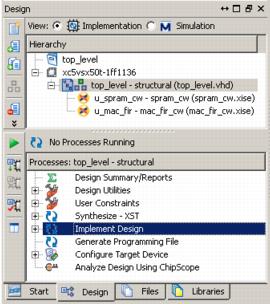 Design
View: Implementation Simulation
Hierarchy
top_level
xc5vsx50t-1ff1136
top_level - structural (top_level.vhd)
u_spram_cw - spram_cw (spram_cw.xise)
u_mac_fir - mac_fir_cw (mac_fir_cw.xise)
No Processes Running
Processes: top_level - structural
Design Summary/Reports
Design Utilities
User Constraints
Synthesize - XST
Implement Design
Generate Programming File
Configure Target Device
Analyze Design Using ChipScope
Start Design Files Libraries